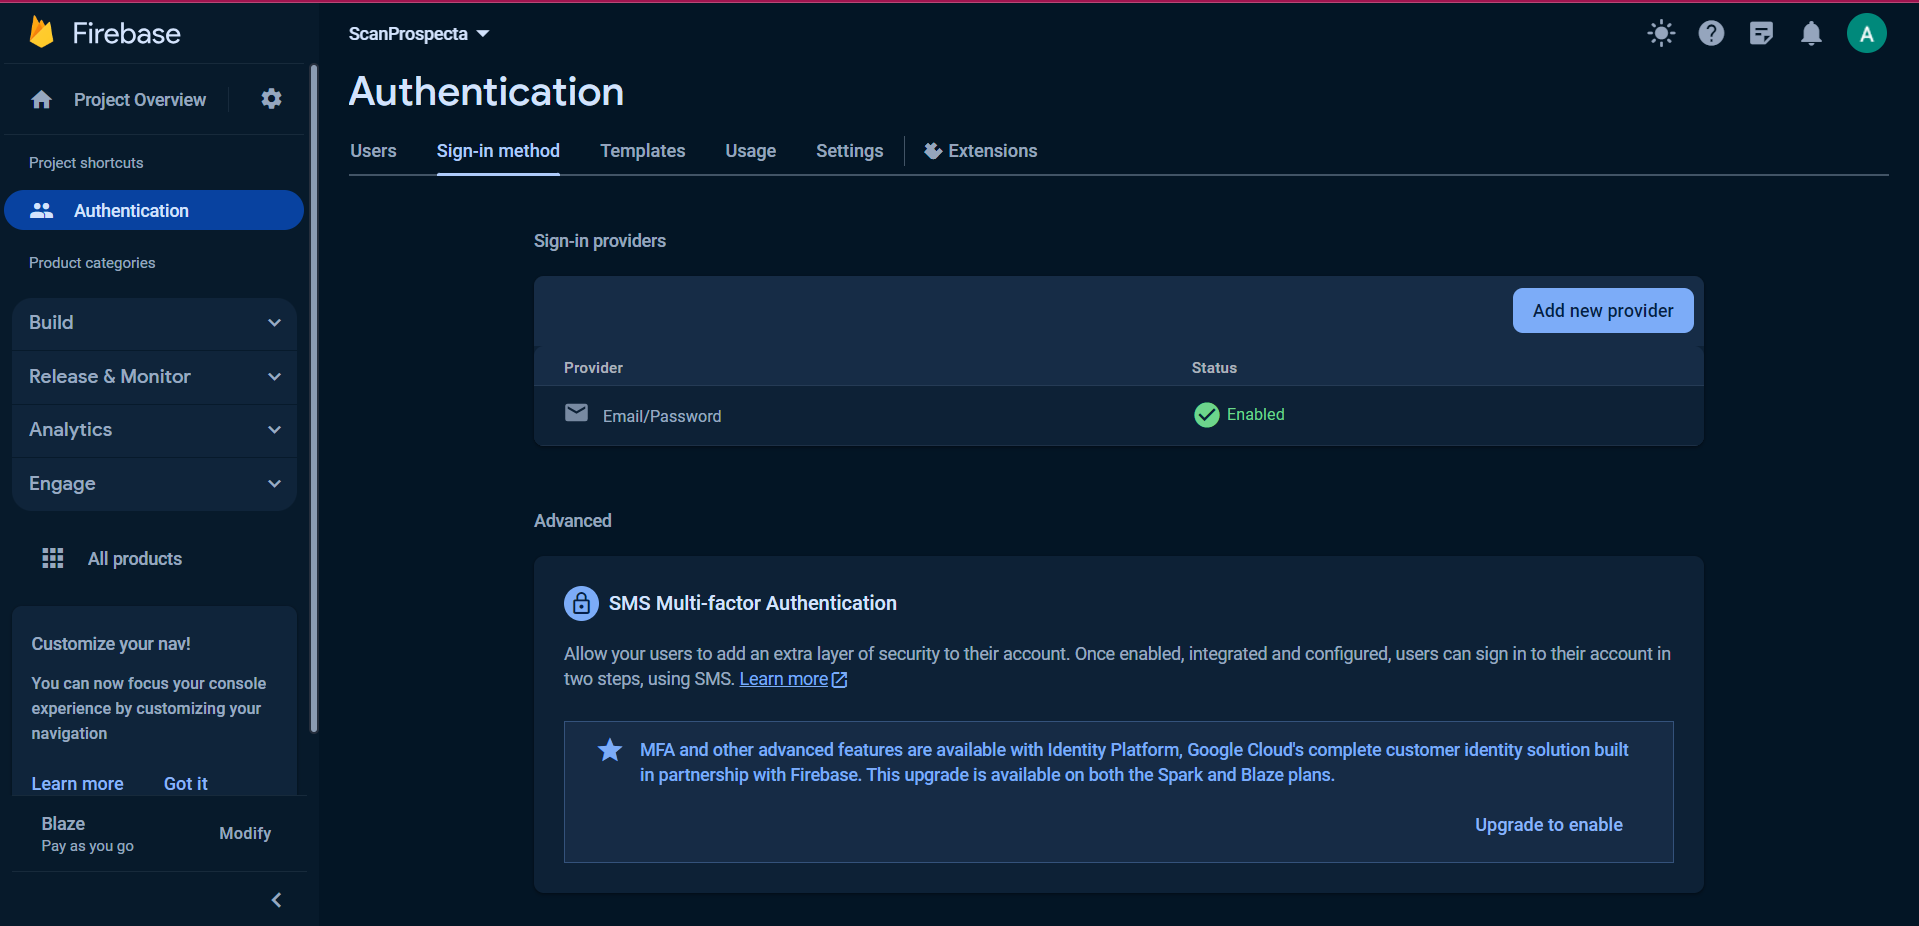 Firebase
Project Overview
Project shortcuts
Authentication
Product categories
Build
Release & Monitor
Analytics
Engage
All products
Customize your nav!
You can now focus your console
experience by customizing your
navigation
Learn more Got it
Blaze
Pay as you go
Modify
ScanProspecta
A
Authentication
Users Sign-in method Templates Usage Settings Extensions
Sign-in providers
Add new provider
Provider Status
Email/Password Enabled
Advanced
SMS Multi-factor Authentication
Allow your users to add an extra layer of security to their account. Once enabled, integrated and configured, users can sign in to their account in
two steps, using SMS. Learn more
MFA and other advanced features are available with Identity Platform, Google Cloud's complete customer identity solution built
in partnership with Firebase. This upgrade is available on both the Spark and Blaze plans.
Upgrade to enable